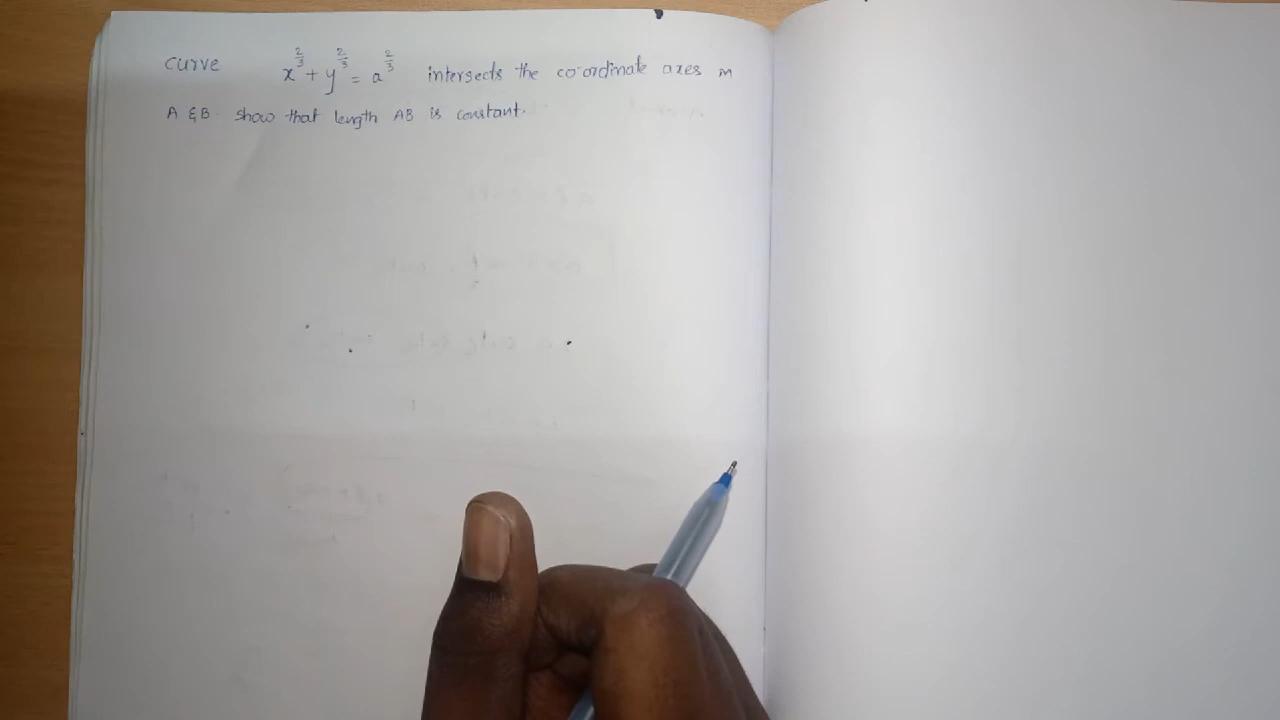 curve x^{2/3} + y^{2/3} = a^{2/3} intersects the co-ordinate axes in
A & B. show that length AB is constant.